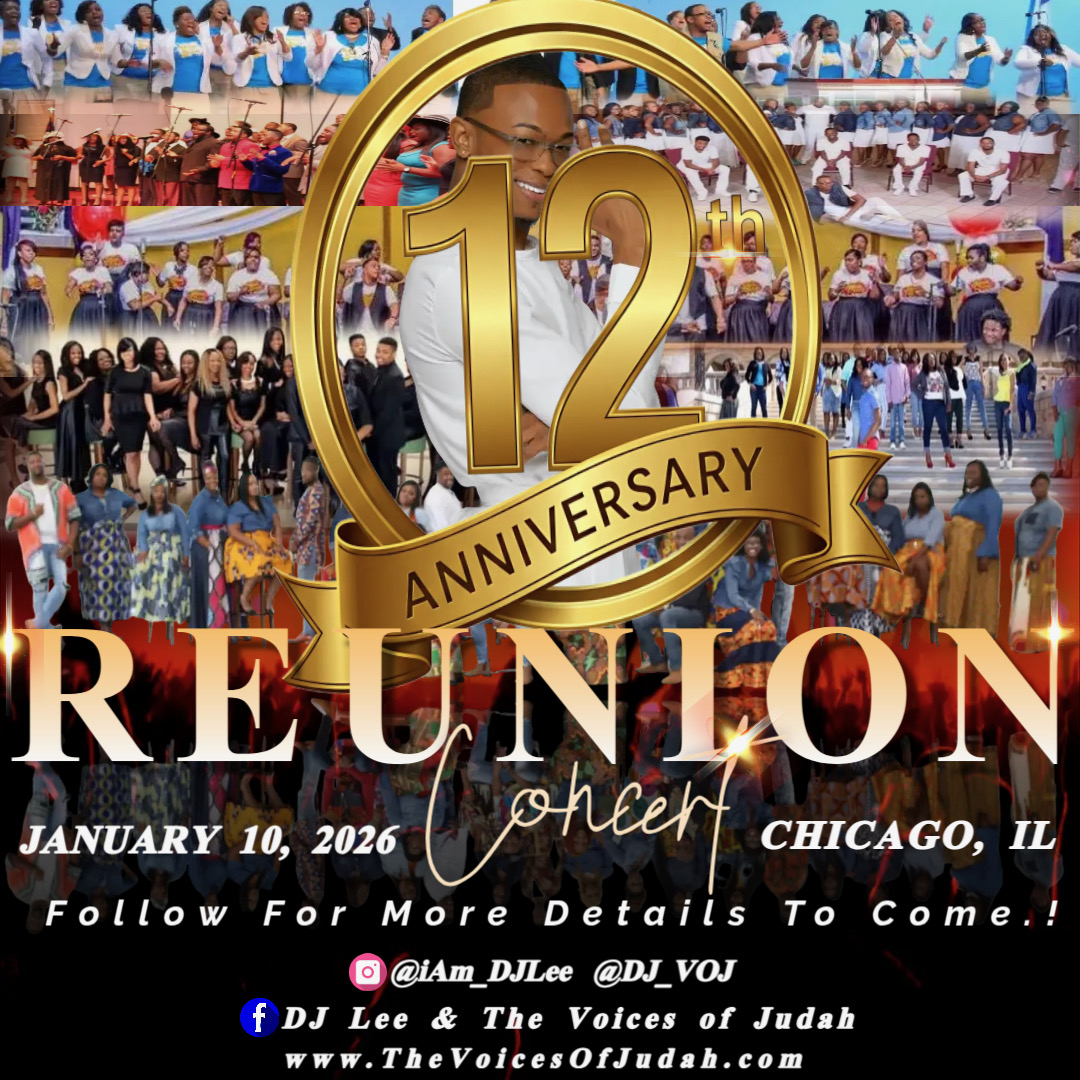 12th
ANNIVERSARY
REUNION
Concert
JANUARY 10, 2026
CHICAGO, IL
Follow For More Details To Come.!
@iAm_DJLee @DJ_VOJ
DJ Lee & The Voices of Judah
www.TheVoicesOfJudah.com